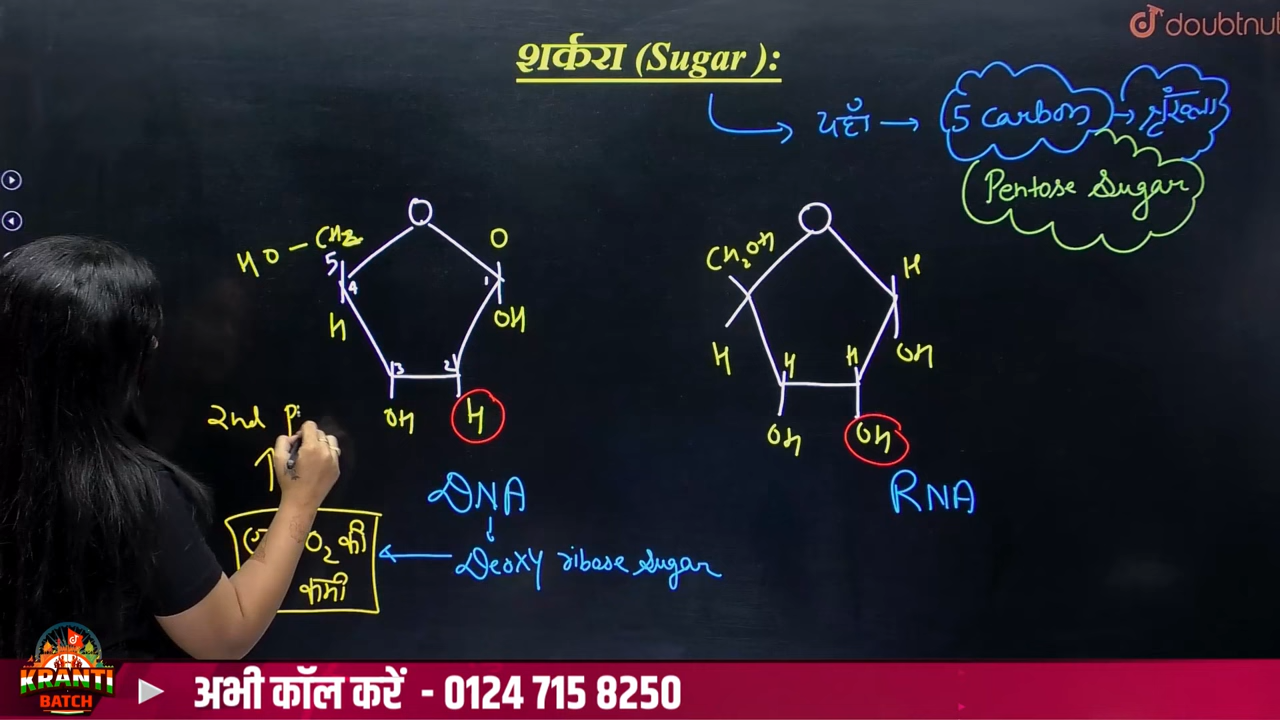 doubtnut
शर्करा (Sugar ):
यहाँ → 5 carbon → शृंखला
Pentose Sugar
O
HO - CH2
5
4
H
3
OH
2
H
1
O
OH
O
CH2OH
H
H
OH
H
OH
H
OH
2nd P
O2 की
कमी
DNA
Deoxy ribose sugar
RNA
KRANTI
BATCH
अभी कॉल करें - 0124 715 8250